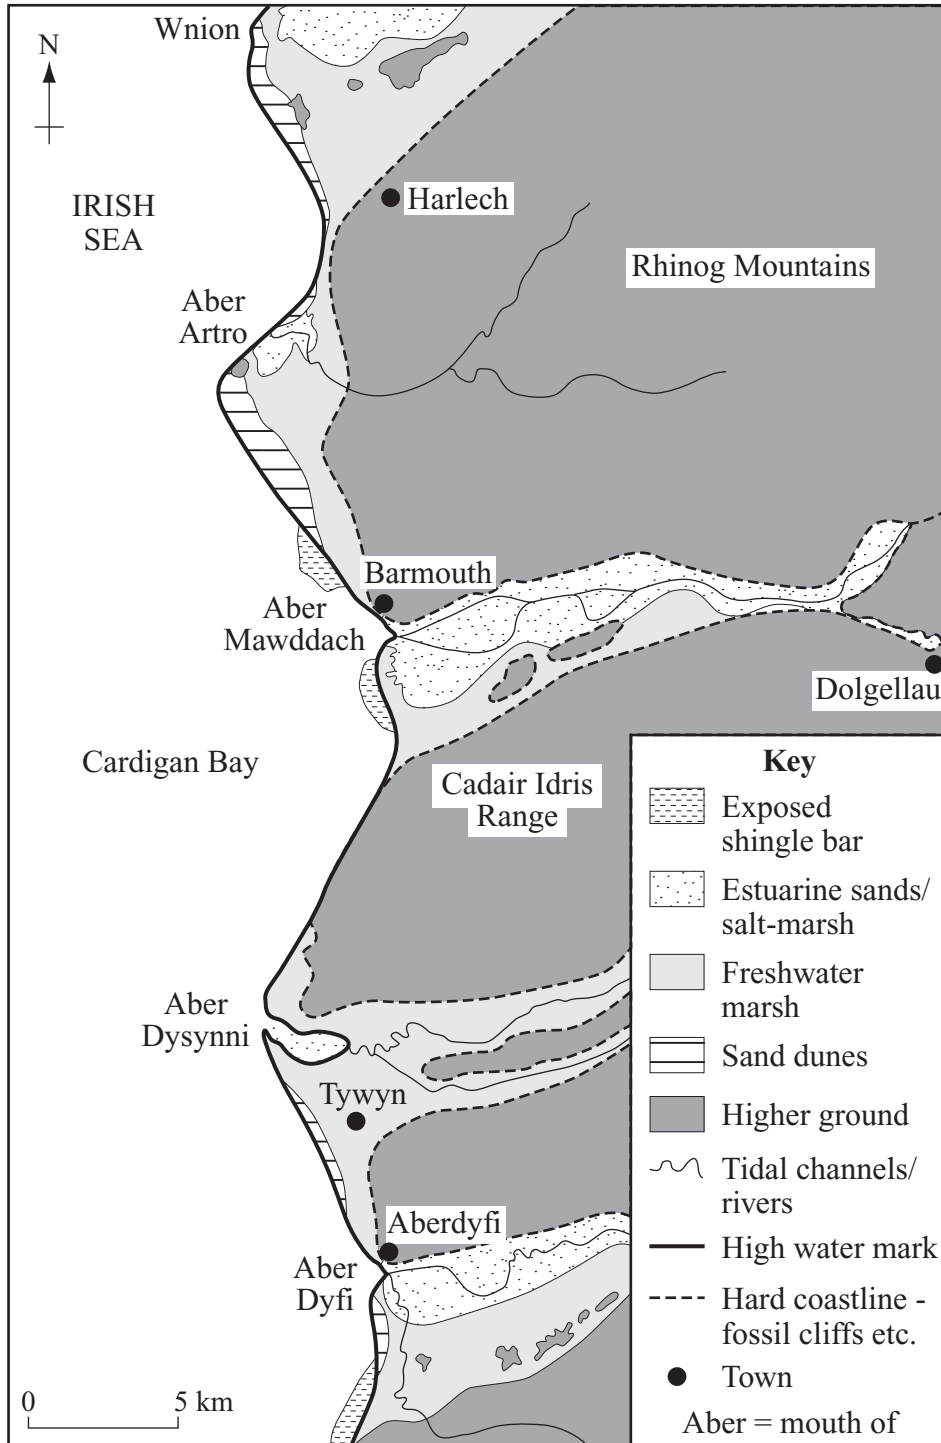 Wnion
N
IRISH
SEA
Harlech
Rhinog Mountains
Aber
Artro
Barmouth
Aber
Mawddach
Dolgellau
Cardigan Bay
Cadair Idris
Range
Aber
Dysynni
Tywyn
Aberdyfi
Aber
Dyfi
0 5 km
Key
Exposed
shingle bar
Estuarine sands/
salt-marsh
Freshwater
marsh
Sand dunes
Higher ground
Tidal channels/
rivers
High water mark
Hard coastline -
fossil cliffs etc.
Town
Aber = mouth of